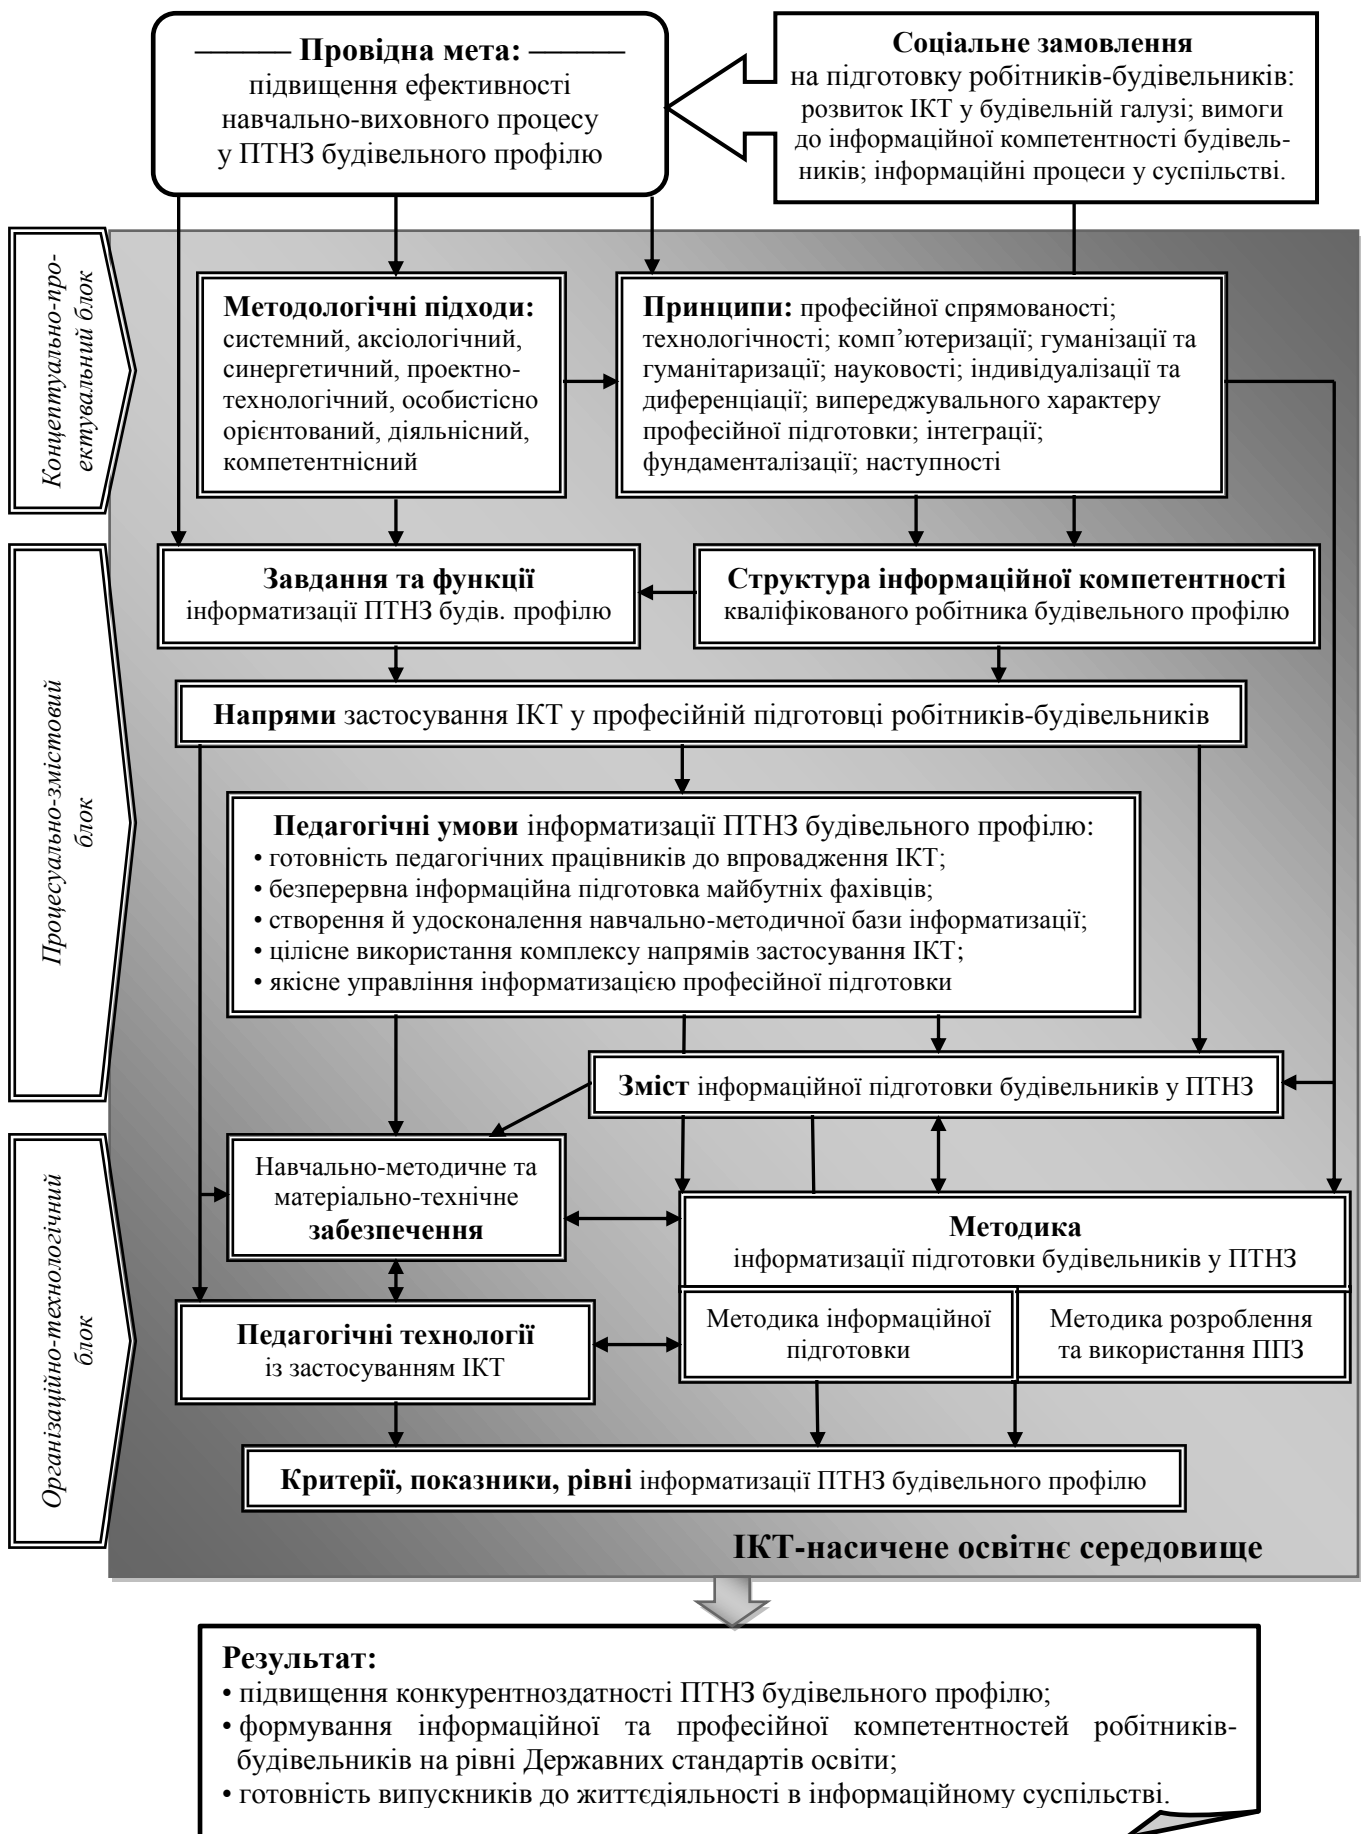 Провідна мета:
підвищення ефективності
навчально-виховного процесу
у ПТНЗ будівельного профілю
Соціальне замовлення
на підготовку робітників-будівельників:
розвиток ІКТ у будівельній галузі; вимоги
до інформаційної компетентності будівель-
ників; інформаційні процеси у суспільстві.
Концептуально-про-
ектувальний блок
Методологічні підходи:
системний, аксіологічний,
синергетичний, проектно-
технологічний, особистісно
орієнтований, діяльнісний,
компетентнісний
Принципи: професійної спрямованості;
технологічності; комп’ютеризації; гуманізації та
гуманітаризації; науковості; індивідуалізації та
диференціації; випереджувального характеру
професійної підготовки; інтеграції;
фундаменталізації; наступності
Процесуально-змістовий
блок
Завдання та функції
інформатизації ПТНЗ будів. профілю
Структура інформаційної компетентності
кваліфікованого робітника будівельного профілю
Напрями застосування ІКТ у професійній підготовці робітників-будівельників
Педагогічні умови інформатизації ПТНЗ будівельного профілю:
• готовність педагогічних працівників до впровадження ІКТ;
• безперервна інформаційна підготовка майбутніх фахівців;
• створення й удосконалення навчально-методичної бази інформатизації;
• цілісне використання комплексу напрямів застосування ІКТ;
• якісне управління інформатизацією професійної підготовки
Зміст інформаційної підготовки будівельників у ПТНЗ
Організаційно-технологічний
блок
Навчально-методичне та
матеріально-технічне
забезпечення
Методика
інформатизації підготовки будівельників у ПТНЗ
Методика інформаційної
підготовки
Методика розроблення
та використання ППЗ
Педагогічні технології
із застосуванням ІКТ
Критерії, показники, рівні інформатизації ПТНЗ будівельного профілю
ІКТ-насичене освітнє середовище
Результат:
• підвищення конкурентноздатності ПТНЗ будівельного профілю;
• формування інформаційної та професійної компетентностей робітників-
будівельників на рівні Державних стандартів освіти;
• готовність випускників до життєдіяльності в інформаційному суспільстві.